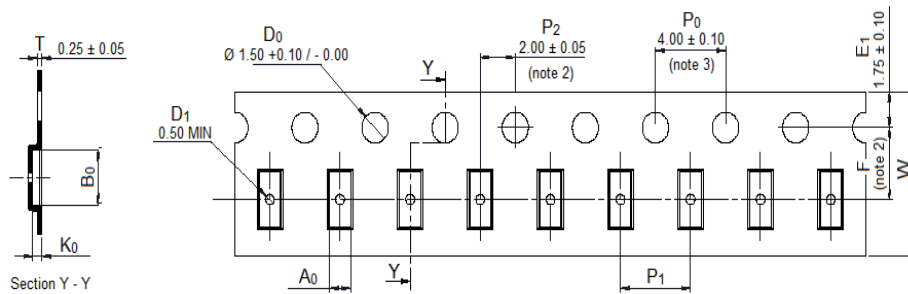 T 0.25 ± 0.05
D0
Ø 1.50 +0.10 / - 0.00
P2
2.00 ± 0.05
(note 2)
P0
4.00 ± 0.10
(note 3)
E1
1.75 ± 0.10
Y
D1
0.50 MIN
B0
F
(note 2)
W
K0
A0
Y
P1
Section Y - Y